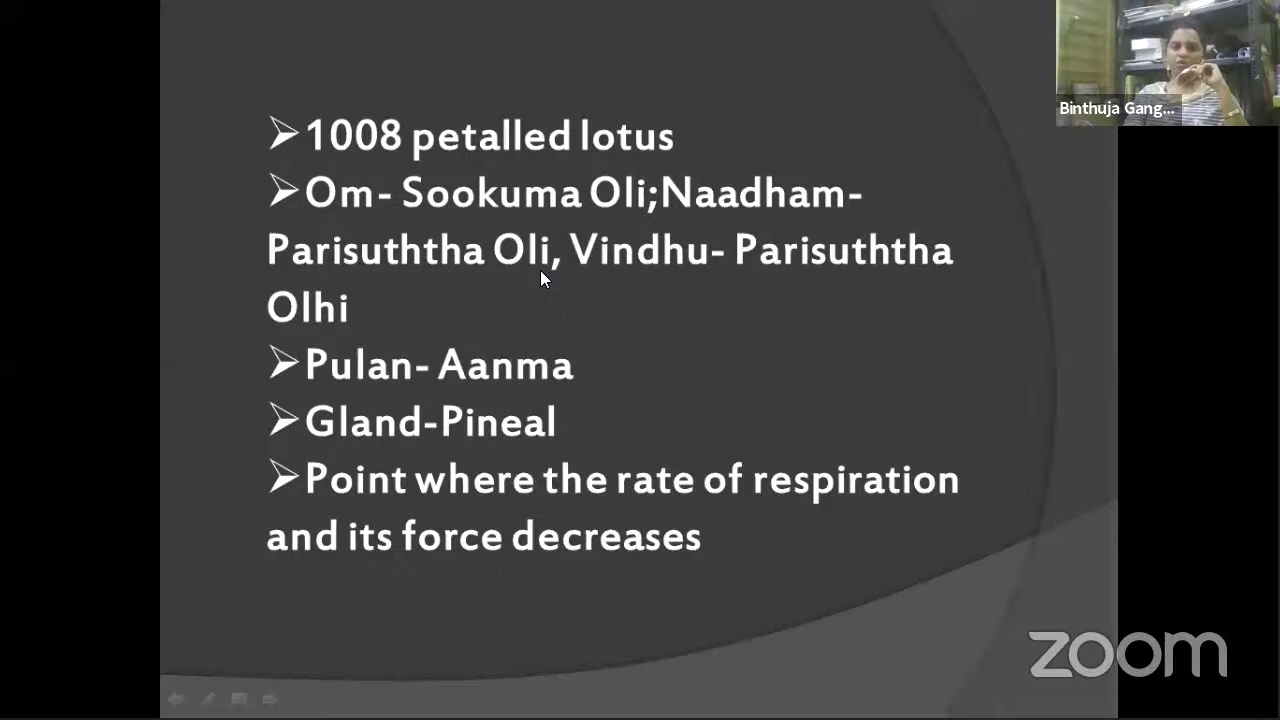 Binthuja Gang...
➢1008 petalled lotus
➢Om- Sookuma Oli;Naadham-
Parisuththa Oli, Vindhu- Parisuththa
Olhi
➢Pulan- Aanma
➢Gland-Pineal
➢Point where the rate of respiration
and its force decreases
zoom